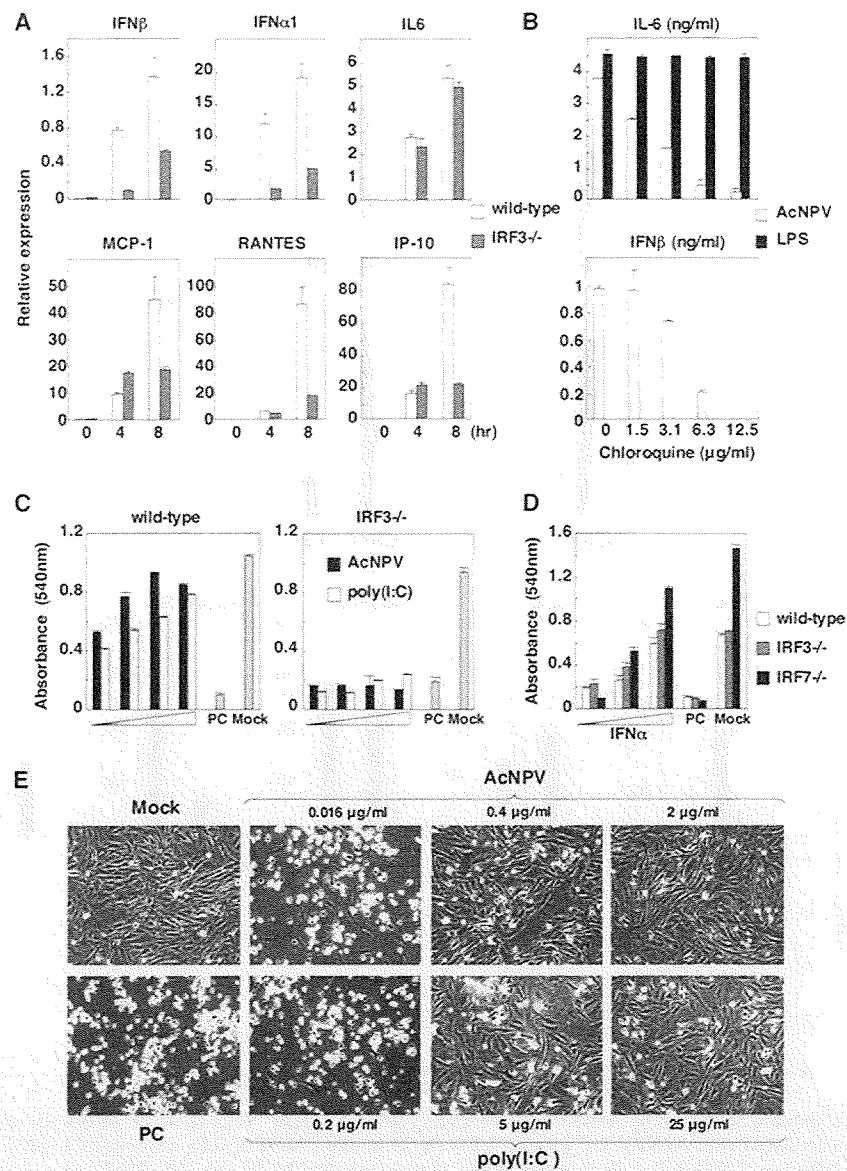 A
IFNβ
IFNα1
IL6
1.6
1.2
0.8
0.4
0
20
15
10
5
0
6
5
4
3
2
1
0
wild-type
IRF3-/-
Relative expression
MCP-1
RANTES
IP-10
50
40
30
20
10
0
100
80
60
40
20
0
80
60
40
20
0
0 4 8
0 4 8
0 4 8 (hr)
B
IL-6 (ng/ml)
4
3
2
1
0
AcNPV
LPS
IFNβ (ng/ml)
1
0.8
0.6
0.4
0.2
0
0 1.5 3.1 6.3 12.5
Chloroquine (μg/ml)
C
wild-type
IRF3-/-
Absorbance (540nm)
1.2
0.8
0.4
0
PC Mock
1.2
0.8
0.4
0
AcNPV
poly(I:C)
PC Mock
D
Absorbance (540nm)
1.6
1.2
0.8
0.4
0
IFNα
PC Mock
wild-type
IRF3-/-
IRF7-/-
E
AcNPV
Mock
0.016 μg/ml
0.4 μg/ml
2 μg/ml
PC
0.2 μg/ml
5 μg/ml
25 μg/ml
poly(I:C)